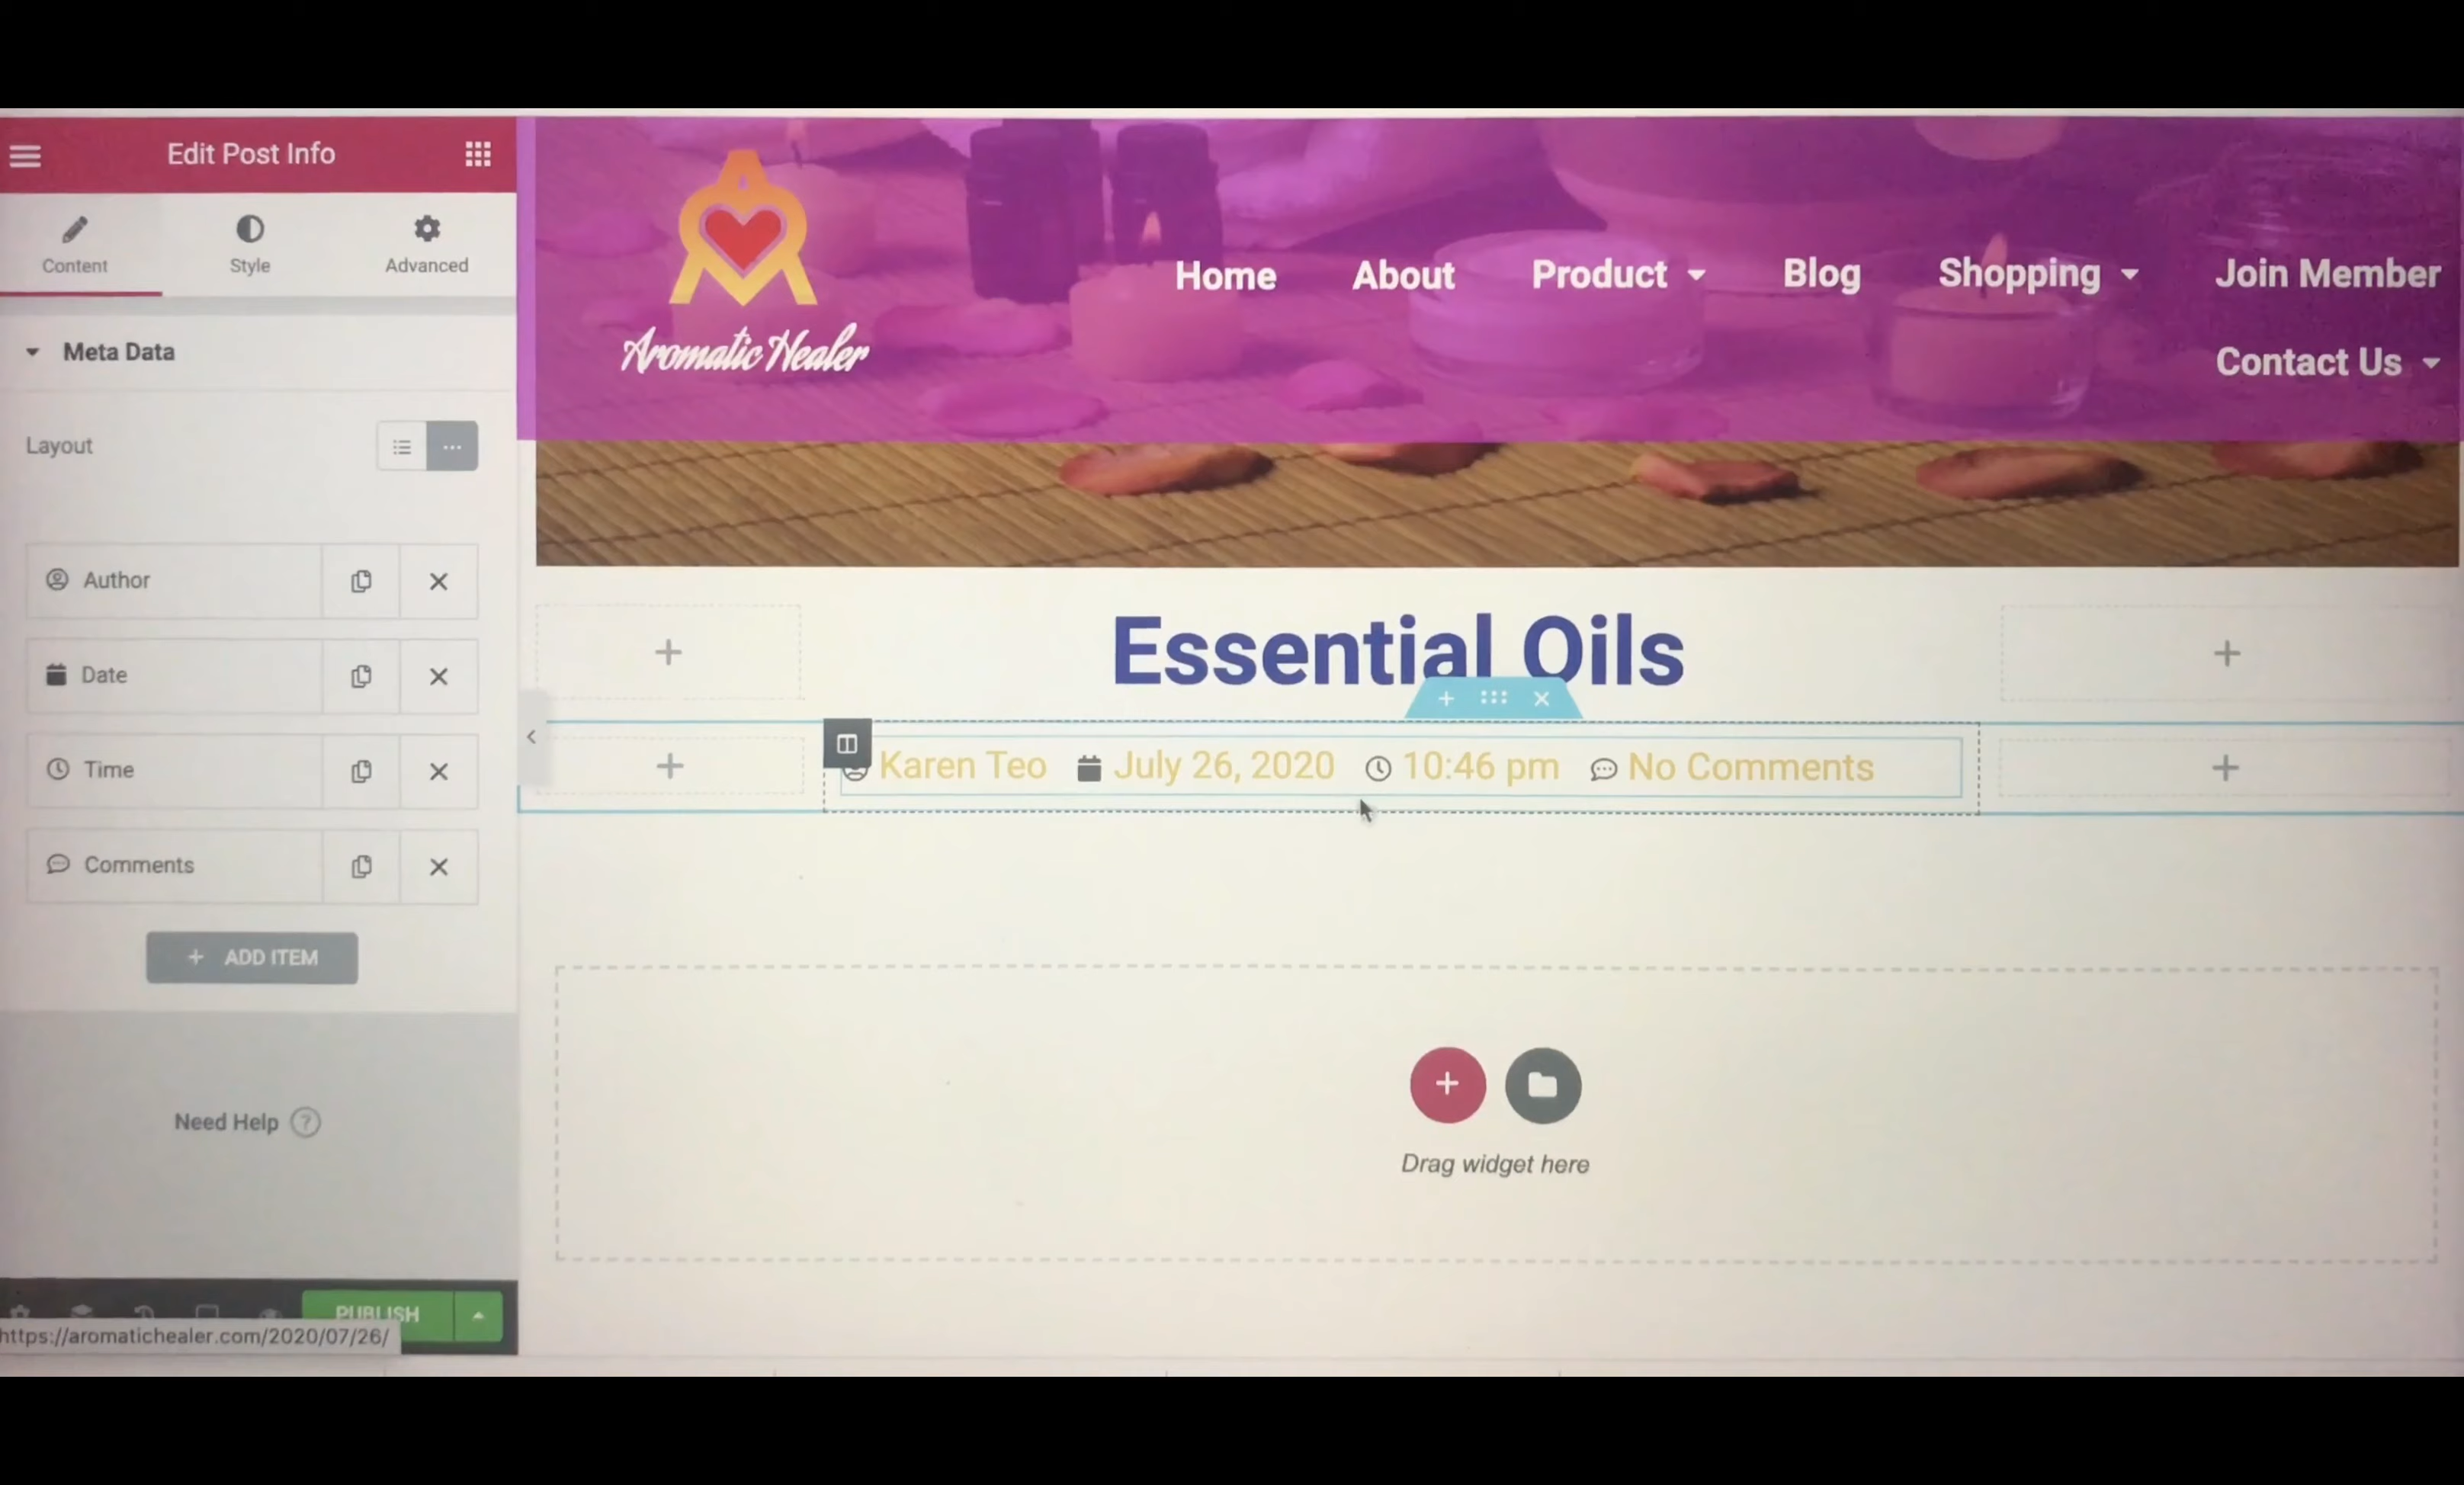 Edit Post Info
Content
Style
Advanced
Meta Data
Layout
Author
Date
Time
Comments
ADD ITEM
Need Help
PUBLISH
https://aromatichealer.com/2020/07/26/
Aromatic Healer
Home About Product Blog Shopping Join Member
Contact Us
Essential Oils
Karen Teo July 26, 2020 10:46 pm No Comments
Drag widget here